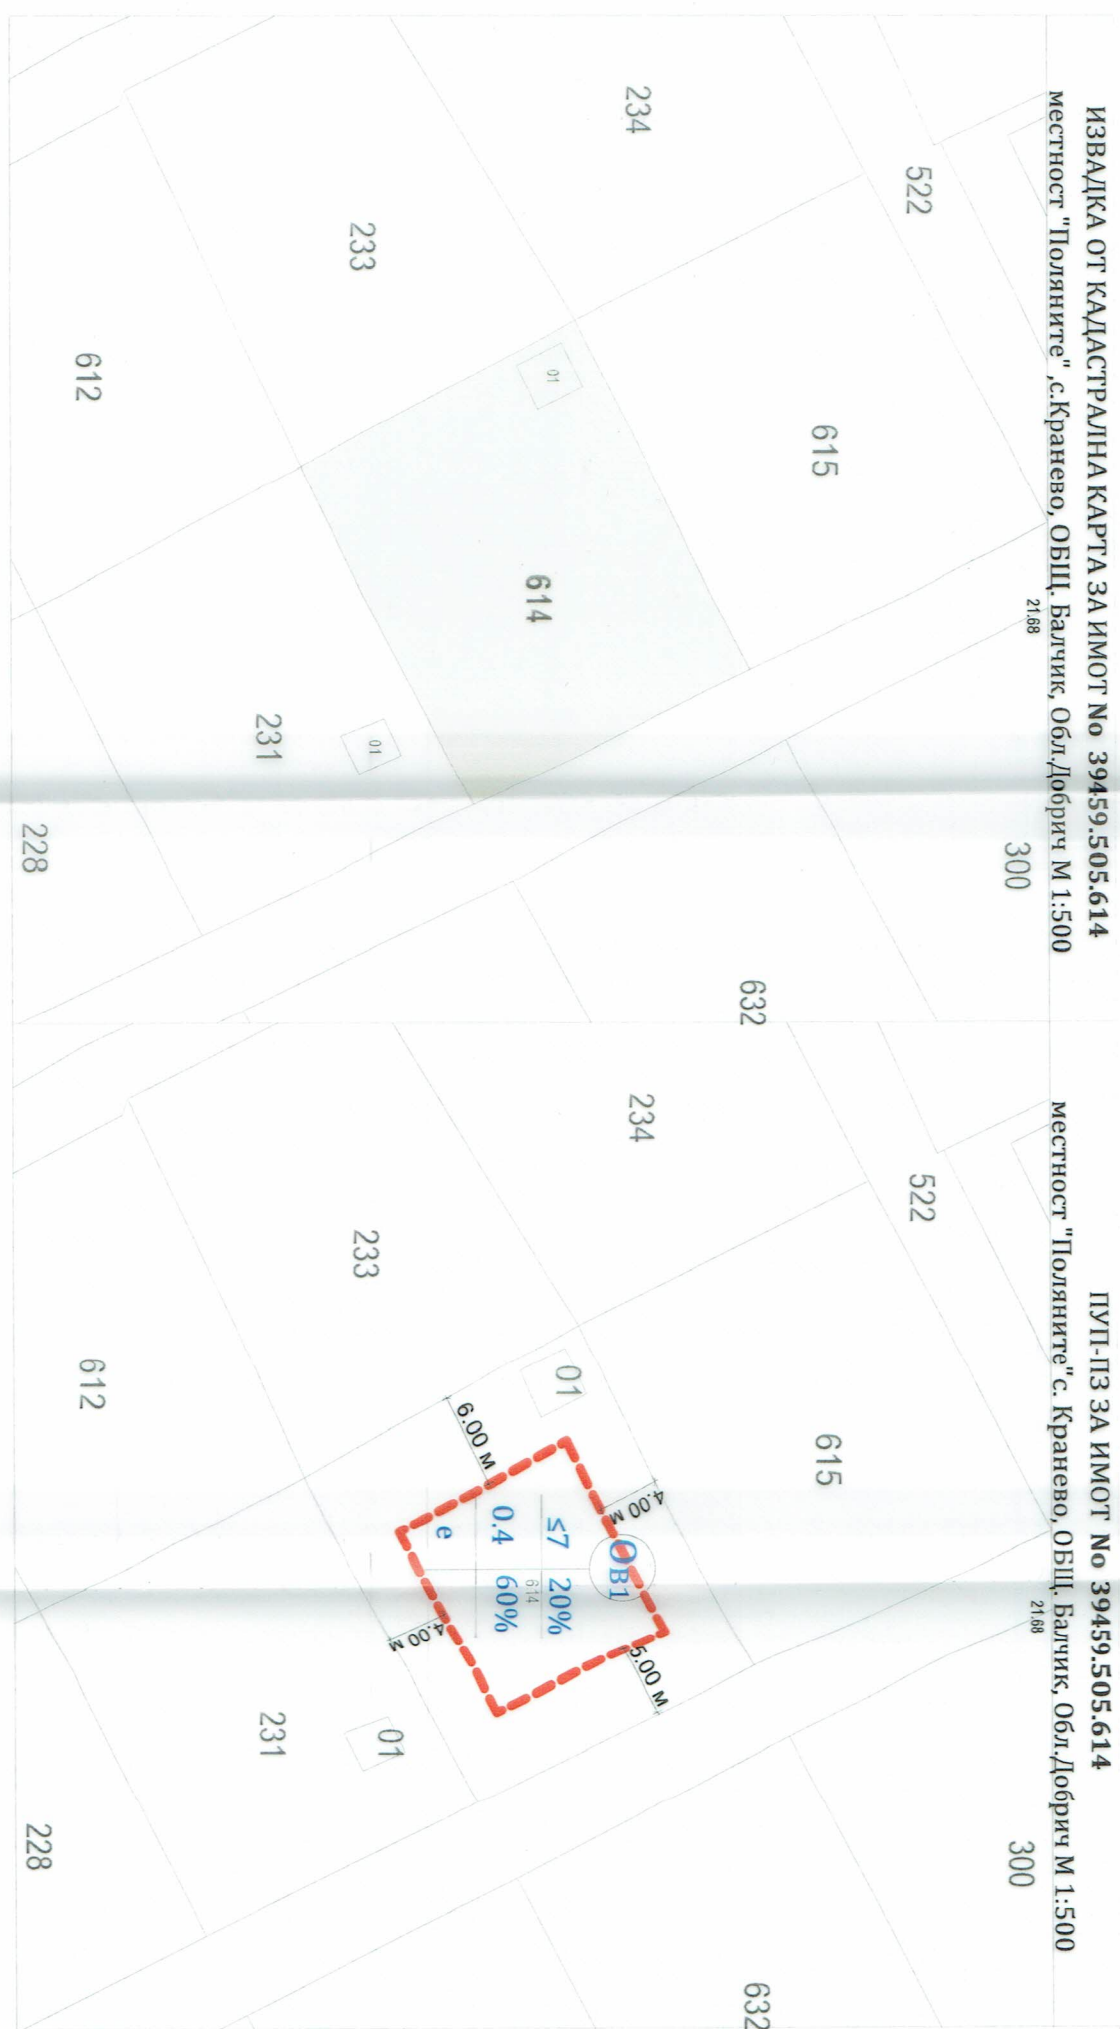 ИЗВАДКА ОТ КАДАСТРАЛНА КАРТА ЗА ИМОТ No 39459.505.614
местност "Поляните" ,с.Кранево, ОБЩ. Балчик, Обл.Добрич М 1:500
21.68
522
300
234
615
632
01
614
233
01
231
612
228
ПУП-ПЗ ЗА ИМОТ No 39459.505.614
местност "Поляните"с. Кранево, ОБЩ. Балчик, Обл.Добрич М 1:500
21.68
522
300
234
615
632
4.00 м
5.00 м
Ов1
01
≤7 20%
614
0.4 60%
6.00 м
е
4.00 м
233
01
231
612
228